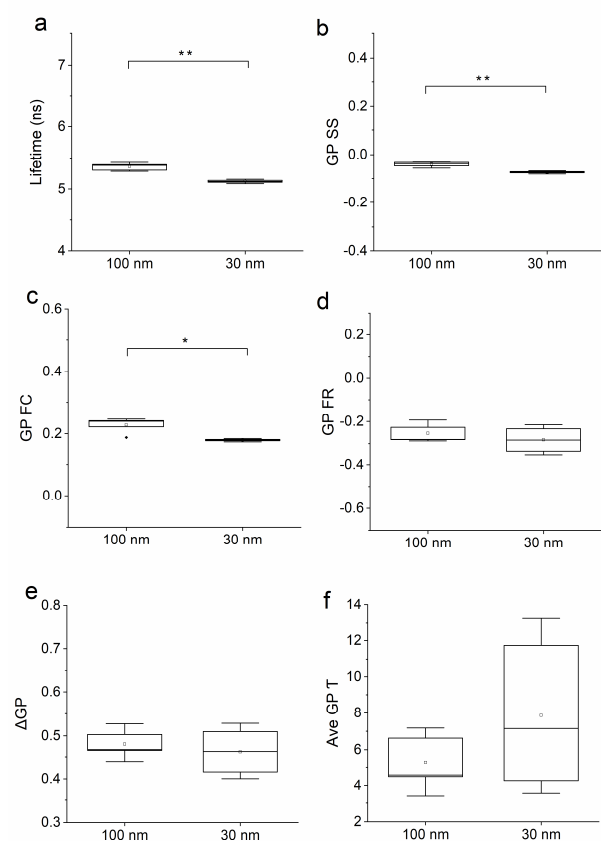 a
**
7
6
5
4
Lifetime (ns)
100 nm 30 nm
b
**
0.4
0.2
0.0
-0.2
-0.4
GP SS
100 nm 30 nm
c
*
0.6
0.4
0.2
0.0
GP FC
100 nm 30 nm
d
0.2
0.0
-0.2
-0.4
-0.6
GP FR
100 nm 30 nm
e
0.8
0.7
0.6
0.5
0.4
0.3
ΔGP
100 nm 30 nm
f
14
12
10
8
6
4
2
Ave GP T
100 nm 30 nm